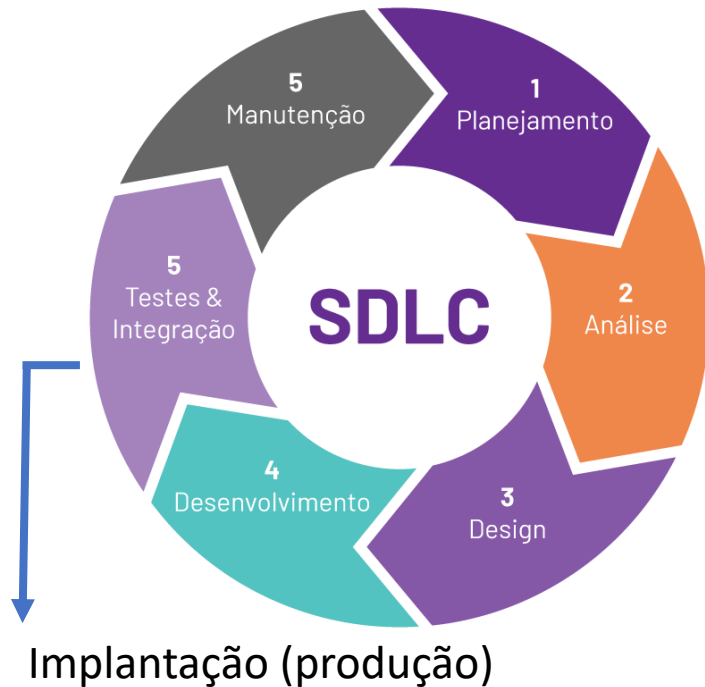 1
Planejamento
2
Análise
3
Design
4
Desenvolvimento
5
Testes &
Integração
5
Manutenção
SDLC
Implantação (produção)